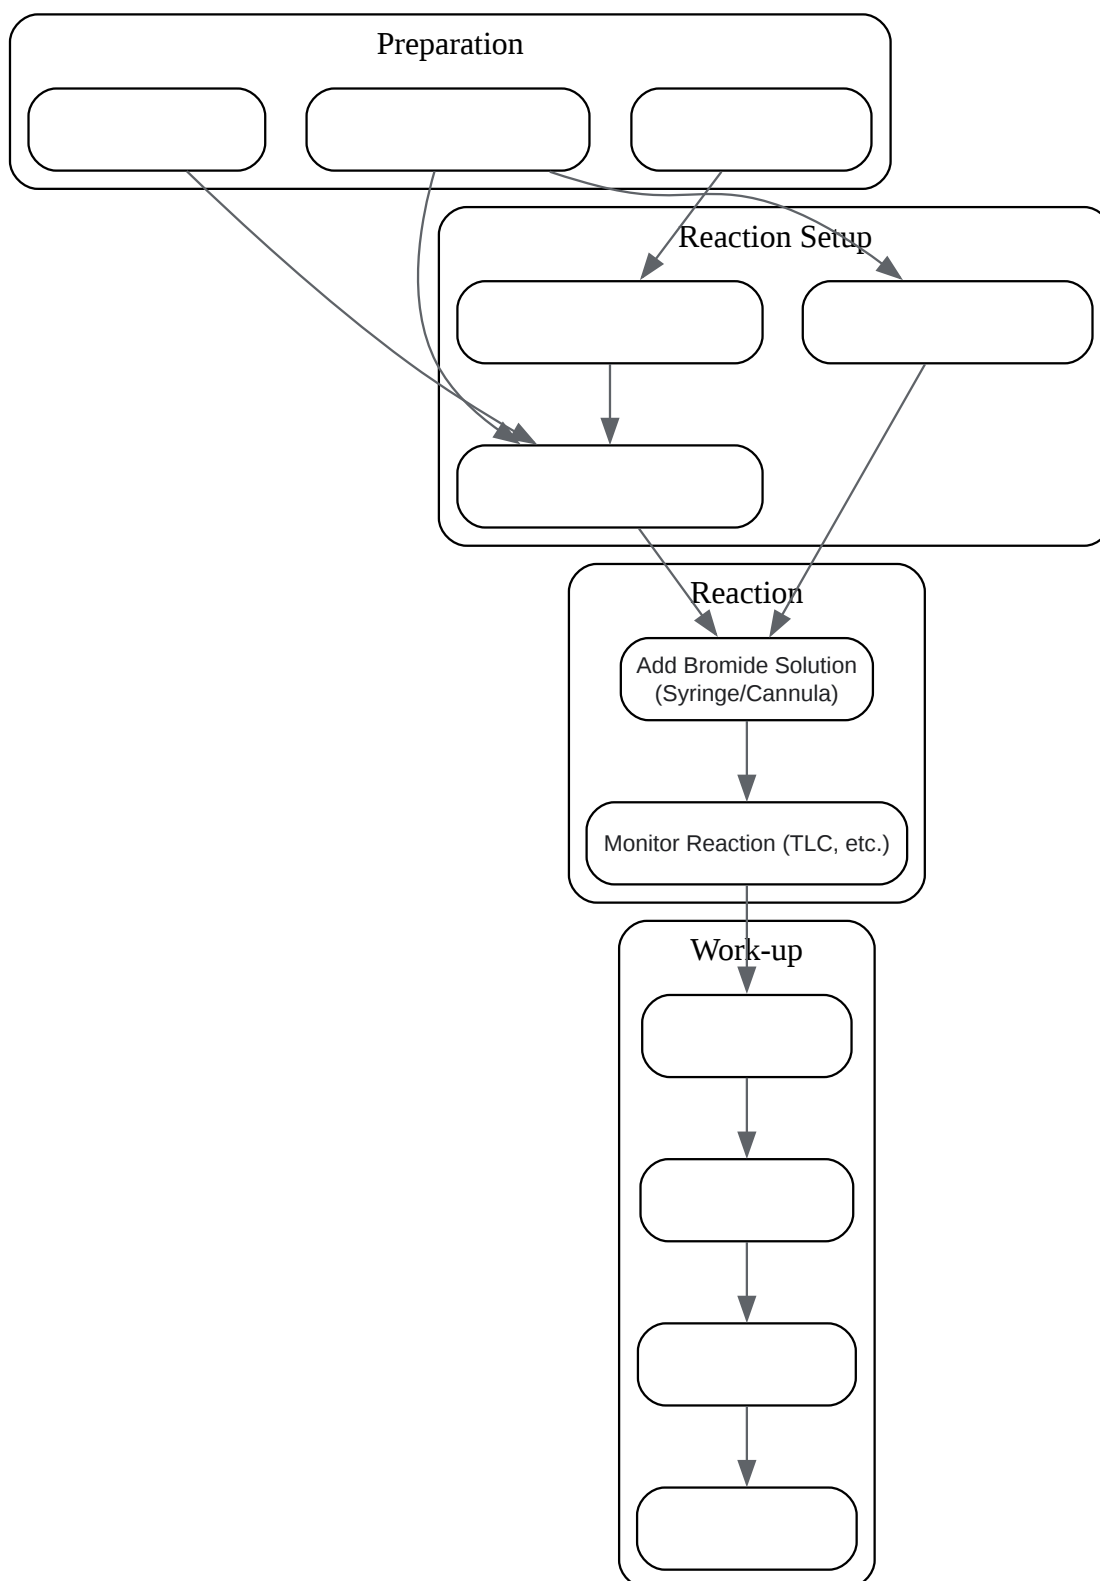 Preparation
Reaction Setup
Reaction
Add Bromide Solution
(Syringe/Cannula)
Monitor Reaction (TLC, etc.)
Work-up